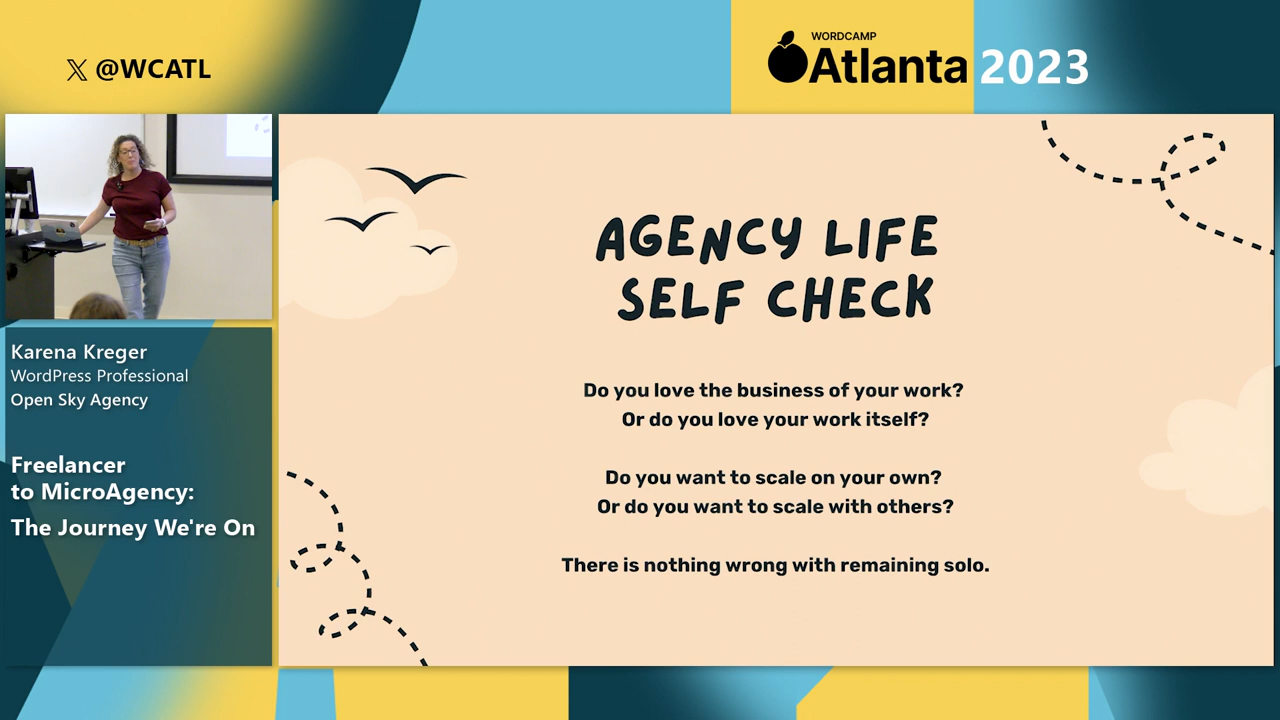 𝕏 @WCATL
WORDCAMP
Atlanta 2023
Karena Kreger
WordPress Professional
Open Sky Agency
Freelancer
to MicroAgency:
The Journey We're On
AGENCY LIFE
SELF CHECK
Do you love the business of your work?
Or do you love your work itself?
Do you want to scale on your own?
Or do you want to scale with others?
There is nothing wrong with remaining solo.